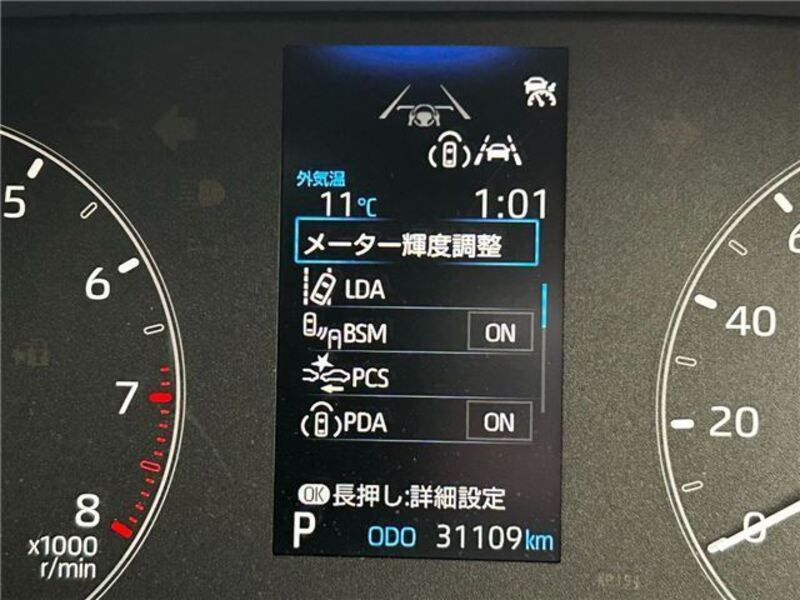 外気温
11℃ 1:01
メーター輝度調整
LDA
BSM ON
PCS
PDA ON
OK 長押し:詳細設定
P ODO 31109km
5
6
7
8
x1000
r/min
6
40
20
0